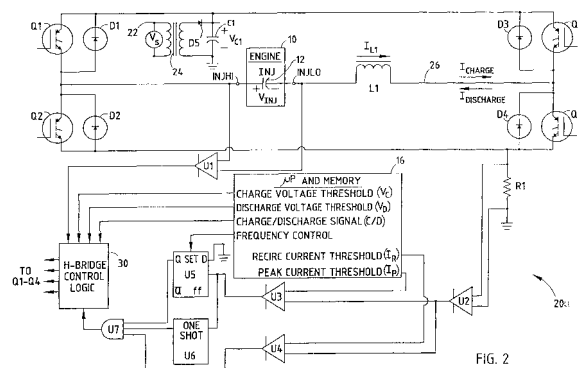 Q1
D1
22
VS
24
D5
C1
+
VC1
-
10
ENGINE
INJ
12
+ VINJ -
INJHI
INJLO
IL1
L1
26
ICHARGE
IDISCHARGE
D3
Q
Q2
D2
D4
Q
U1
16
µP AND MEMORY
CHARGE VOLTAGE THRESHOLD (VC)
DISCHARGE VOLTAGE THRESHOLD (VD)
CHARGE/DISCHARGE SIGNAL (C/D)
FREQUENCY CONTROL
RECIRC CURRENT THRESHOLD (IR)
PEAK CURRENT THRESHOLD (IP)
R1
30
H-BRIDGE
CONTROL
LOGIC
TO
Q1-Q4
Q SET D
U5
Q ff
U3
U2
U7
ONE
SHOT
U6
U4
FIG. 2